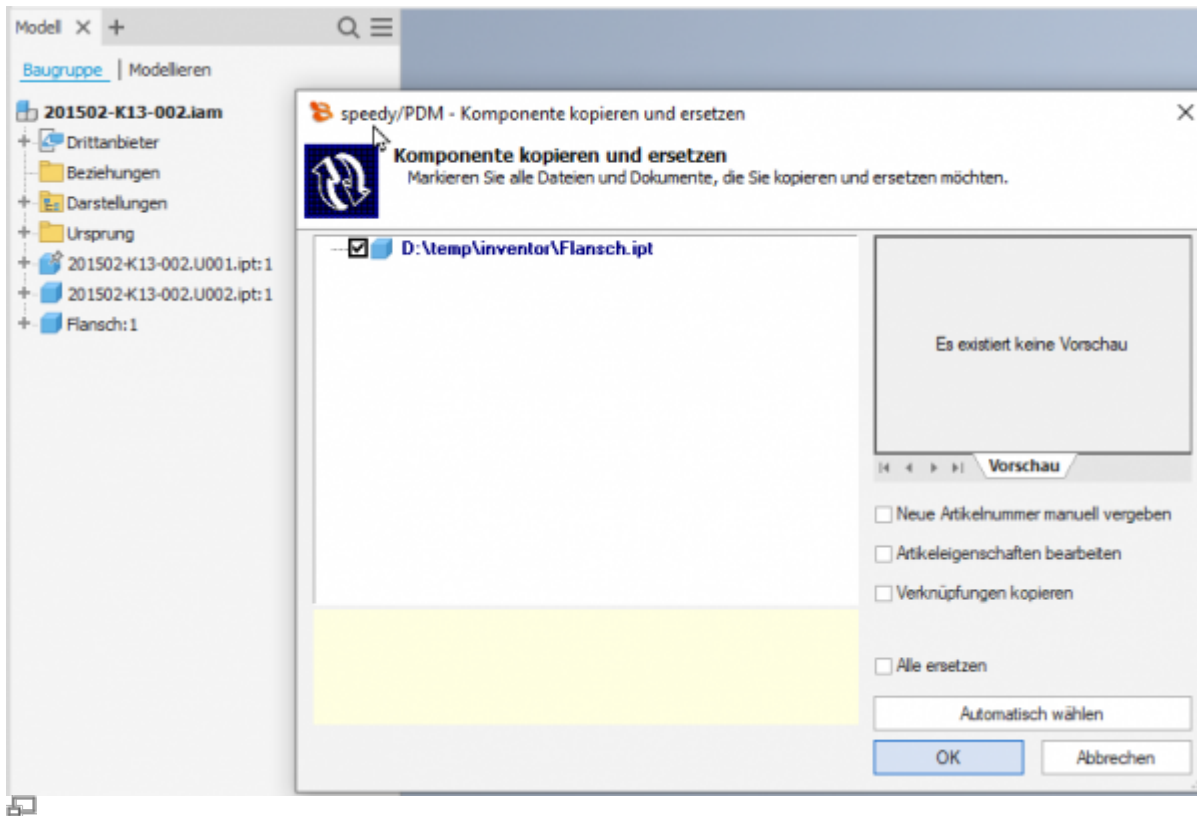 Modell
Baugruppe | Modellieren
201502-K13-002.iam
Drittanbieter
Beziehungen
Darstellungen
Ursprung
201502-K13-002.U001.ipt:1
201502-K13-002.U002.ipt:1
Flansch:1
speedy/PDM - Komponente kopieren und ersetzen
Komponente kopieren und ersetzen
Markieren Sie alle Dateien und Dokumente, die Sie kopieren und ersetzen möchten.
D:\temp\inventor\Flansch.ipt
Es existiert keine Vorschau
Vorschau
Neue Artikelnummer manuell vergeben
Artikeleigenschaften bearbeiten
Verknüpfungen kopieren
Alle ersetzen
Automatisch wählen
OK Abbrechen